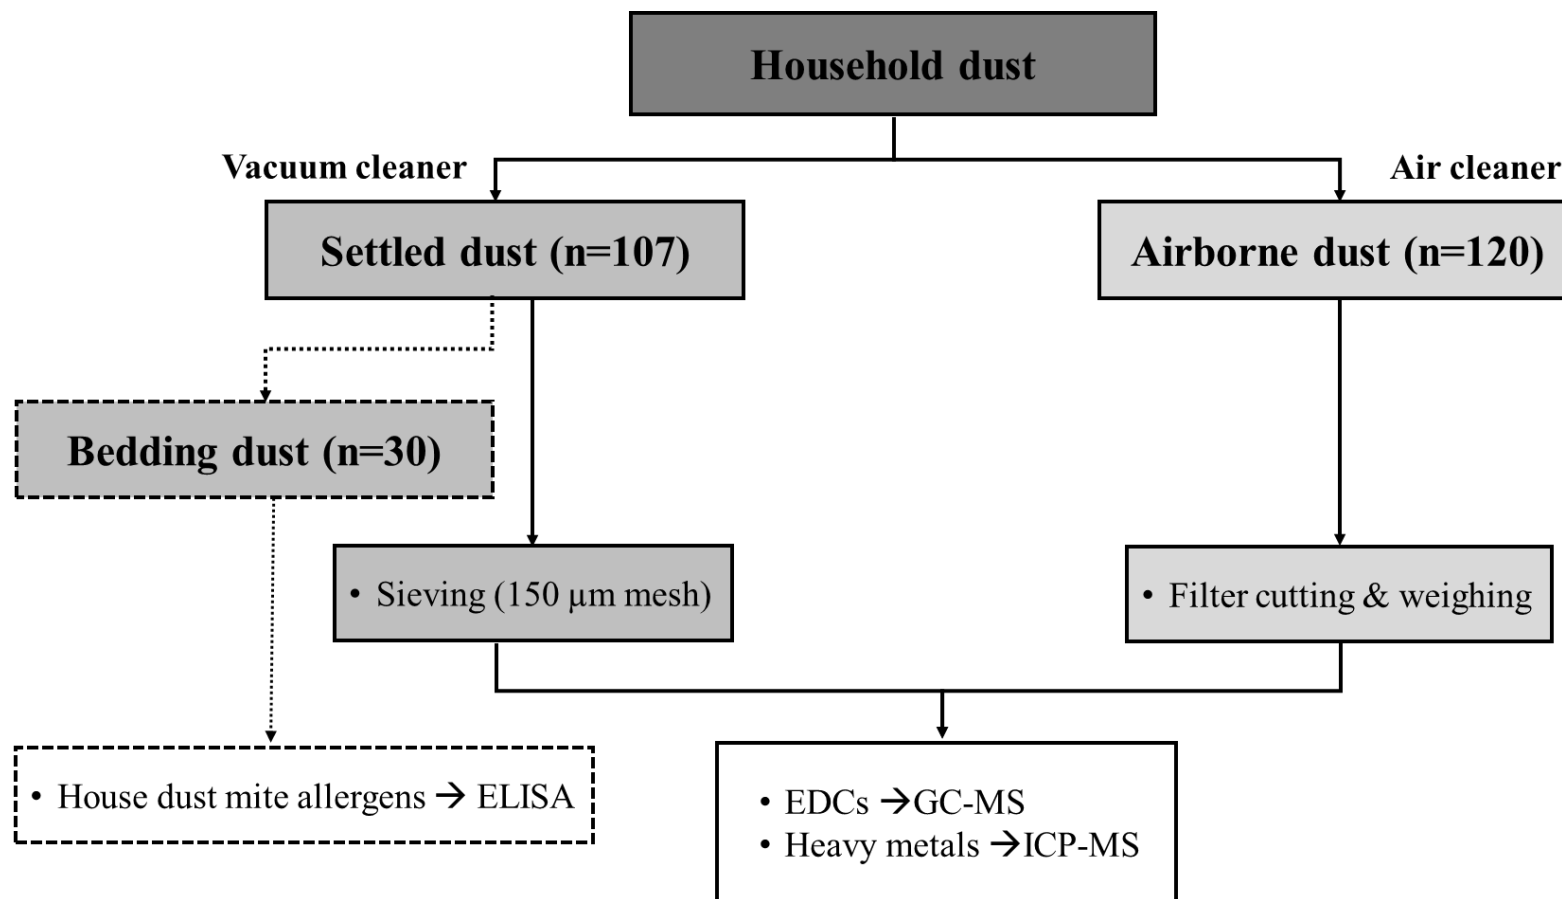 Household dust
Vacuum cleaner
Air cleaner
Settled dust (n=107)
Airborne dust (n=120)
Bedding dust (n=30)
• Sieving (150 µm mesh)
• Filter cutting & weighing
• House dust mite allergens → ELISA
• EDCs →GC-MS
• Heavy metals →ICP-MS